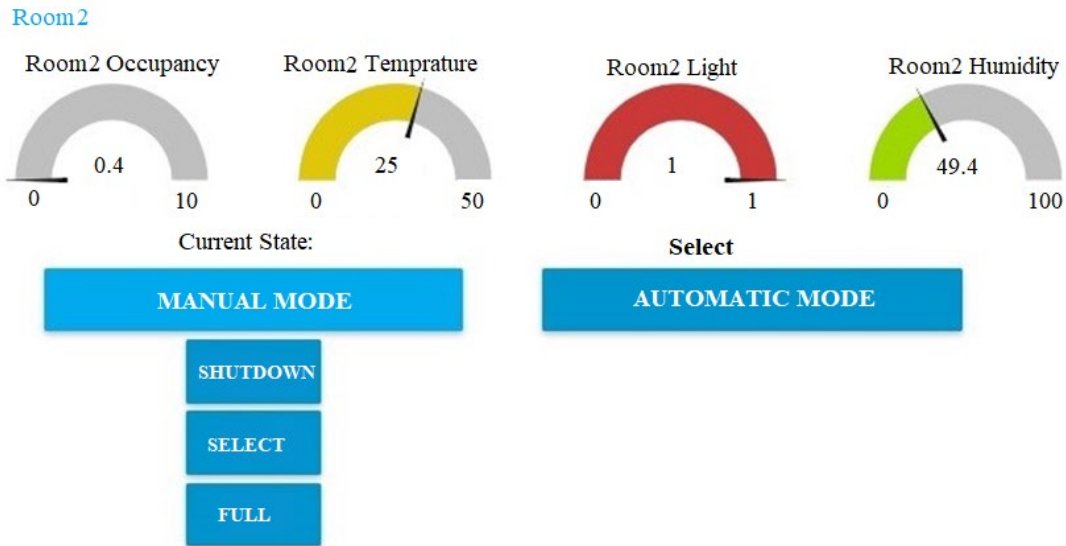 Room2
Room2 Occupancy
0.4
0 10
Room2 Temprature
25
0 50
Room2 Light
1
0 1
Room2 Humidity
49.4
0 100
Current State:
MANUAL MODE
SHUTDOWN
SELECT
FULL
Select
AUTOMATIC MODE